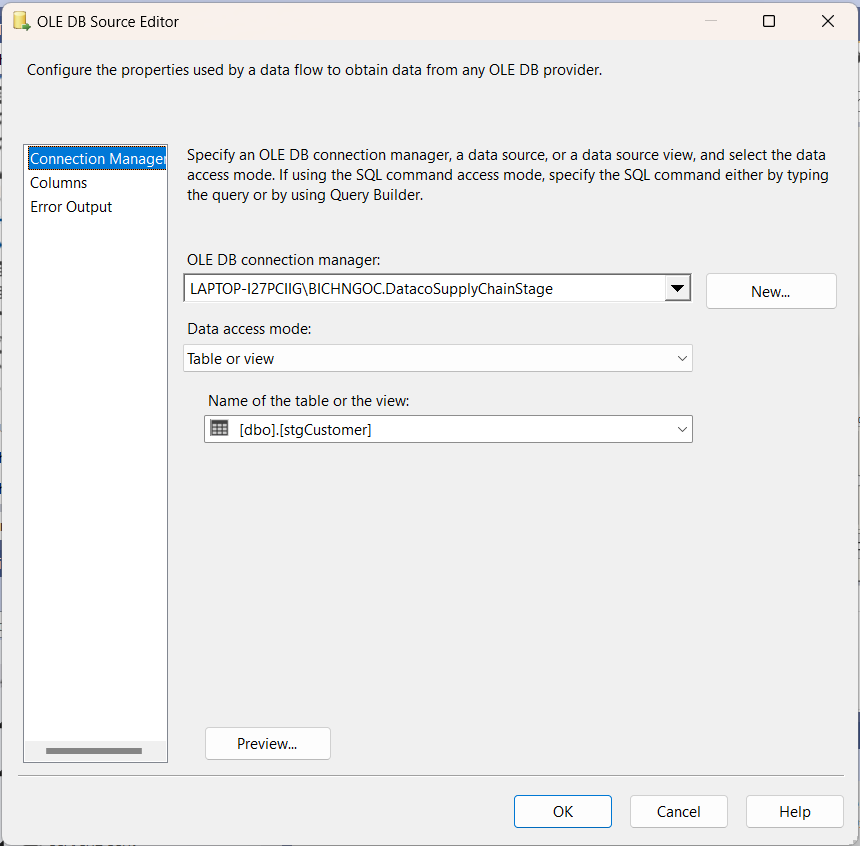 OLE DB Source Editor
Configure the properties used by a data flow to obtain data from any OLE DB provider.
Connection Manager
Columns
Error Output
Specify an OLE DB connection manager, a data source, or a data source view, and select the data
access mode. If using the SQL command access mode, specify the SQL command either by typing
the query or by using Query Builder.
OLE DB connection manager:
LAPTOP-I27PCIIG\BICHNGOC.DatacoSupplyChainStage
New...
Data access mode:
Table or view
Name of the table or the view:
[dbo].[stgCustomer]
Preview...
OK
Cancel
Help